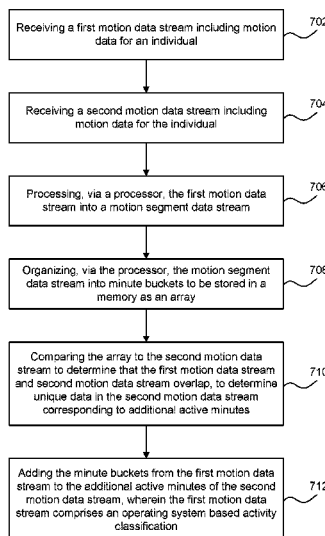 Receiving a first motion data stream including motion
data for an individual
702
Receiving a second motion data stream including
motion data for the individual
704
Processing, via a processor, the first motion data
stream into a motion segment data stream
706
Organizing, via the processor, the motion segment
data stream into minute buckets to be stored in a
memory as an array
708
Comparing the array to the second motion data
stream to determine that the first motion data stream
and second motion data stream overlap, to determine
unique data in the second motion data stream
corresponding to additional active minutes
710
Adding the minute buckets from the first motion data
stream to the additional active minutes of the
second motion data stream, wherein the first motion data
stream comprises an operating system based activity
classification
712